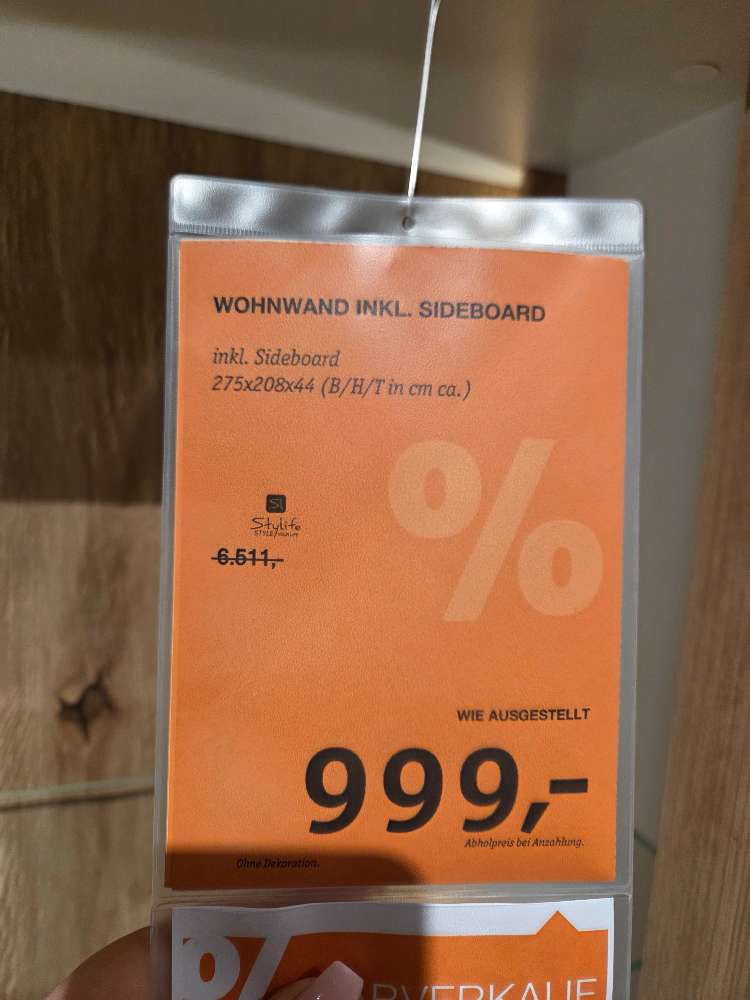 WOHNWAND INKL. SIDEBOARD
inkl. Sideboard
275x208x44 (B/H/T in cm ca.)
%
Sl
Stylife
6.511,-
WIE AUSGESTELLT
999,-
Abholpreis bei Anzahlung.
Ohne Dekoration.
%